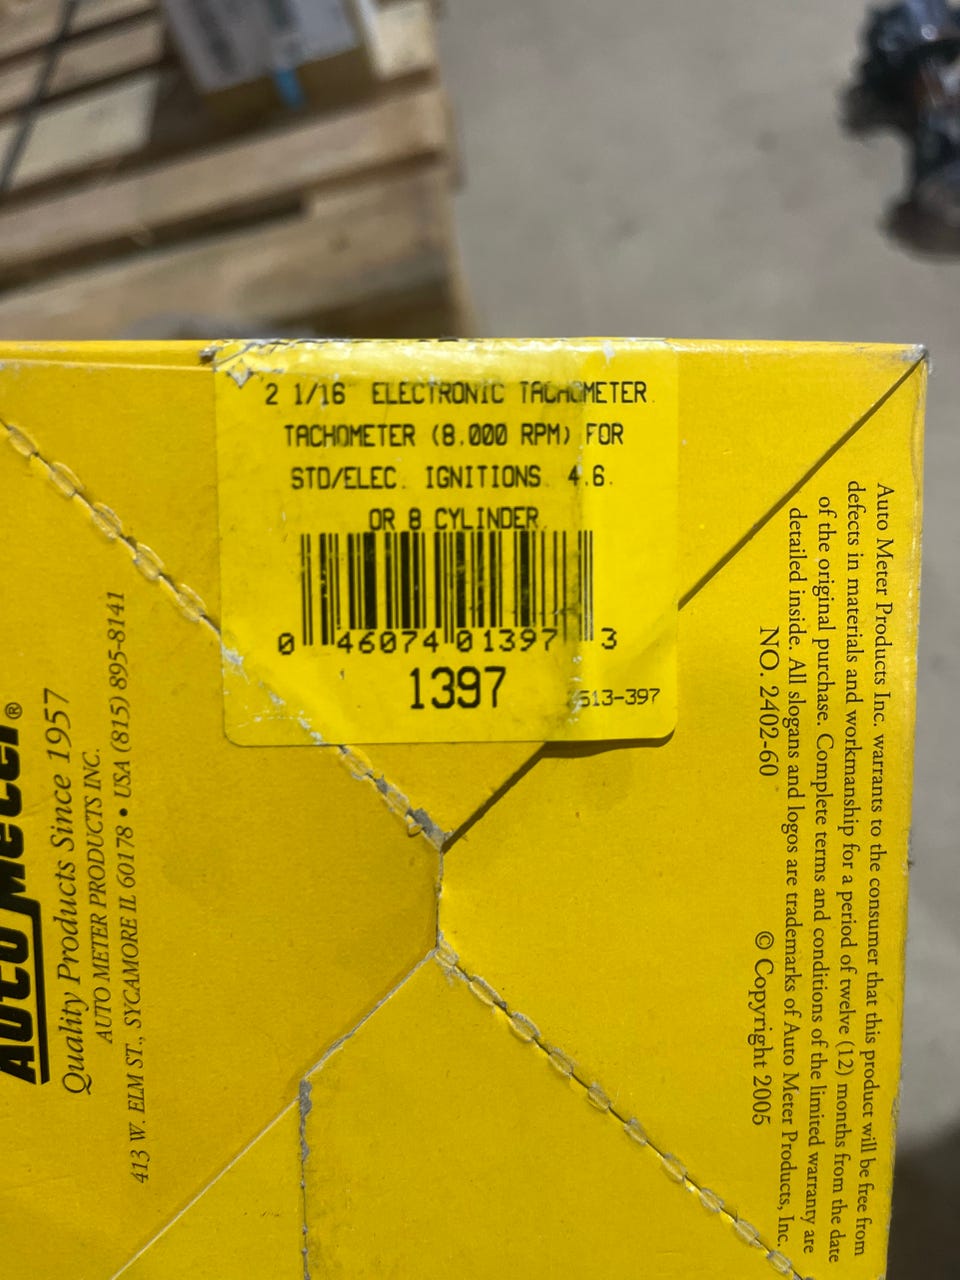 2 1/16" ELECTRONIC TACHOMETER
TACHOMETER (8,000 RPM) FOR
STD/ELEC. IGNITIONS. 4,6,
OR 8 CYLINDER
0 46074 01397 3
1397
513-397
Auto Meter Products Inc. warrants to the consumer that this product will be free from
defects in materials and workmanship for a period of twelve (12) months from the date
of the original purchase. Complete terms and conditions of the limited warranty are
detailed inside. All slogans and logos are trademarks of Auto Meter Products, Inc.
NO. 2402-60 © Copyright 2005
Auto Meter®
Quality Products Since 1957
AUTO METER PRODUCTS INC.
413 W. ELM ST., SYCAMORE IL 60178 • USA (815) 895-8141